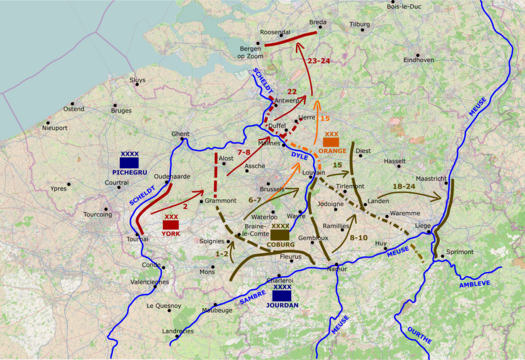 Bois-le-Duc
Breda
Tilburg
Roosendaal
Bergen
op Zoom
23-24
Eindhoven
MEUSE
Sluys
SCHELDT
22
Ostend
Bruges
Antwerp
Lierre
15
Nieuport
Duffel
Ghent
XXX
ORANGE
Malines
7-8
DYLE
Diest
XXXX
PICHEGRU
Alost
Assche
15
Hasselt
Oudenaarde
Louvain
Maastricht
Ypres
Courtrai
SCHELDT
Brussels
Tirlemont
18-24
2
Grammont
6-7
Landen
Tourcoing
Jodoigne
XXX
YORK
Waterloo
Wavre
Waremme
Braine-
le-Comte
XXXX
COBURG
Ramillies
Liege
Tournai
Soignies
Gembloux
8-10
Huy
1-2
MEUSE
Sprimont
Fleurus
Condé
Mons
Namur
Charleroi
AMBLEVE
Valenciennes
XXXX
JOURDAN
SAMBRE
Le Quesnoy
Maubeuge
MEUSE
OURTHE
Landrecies